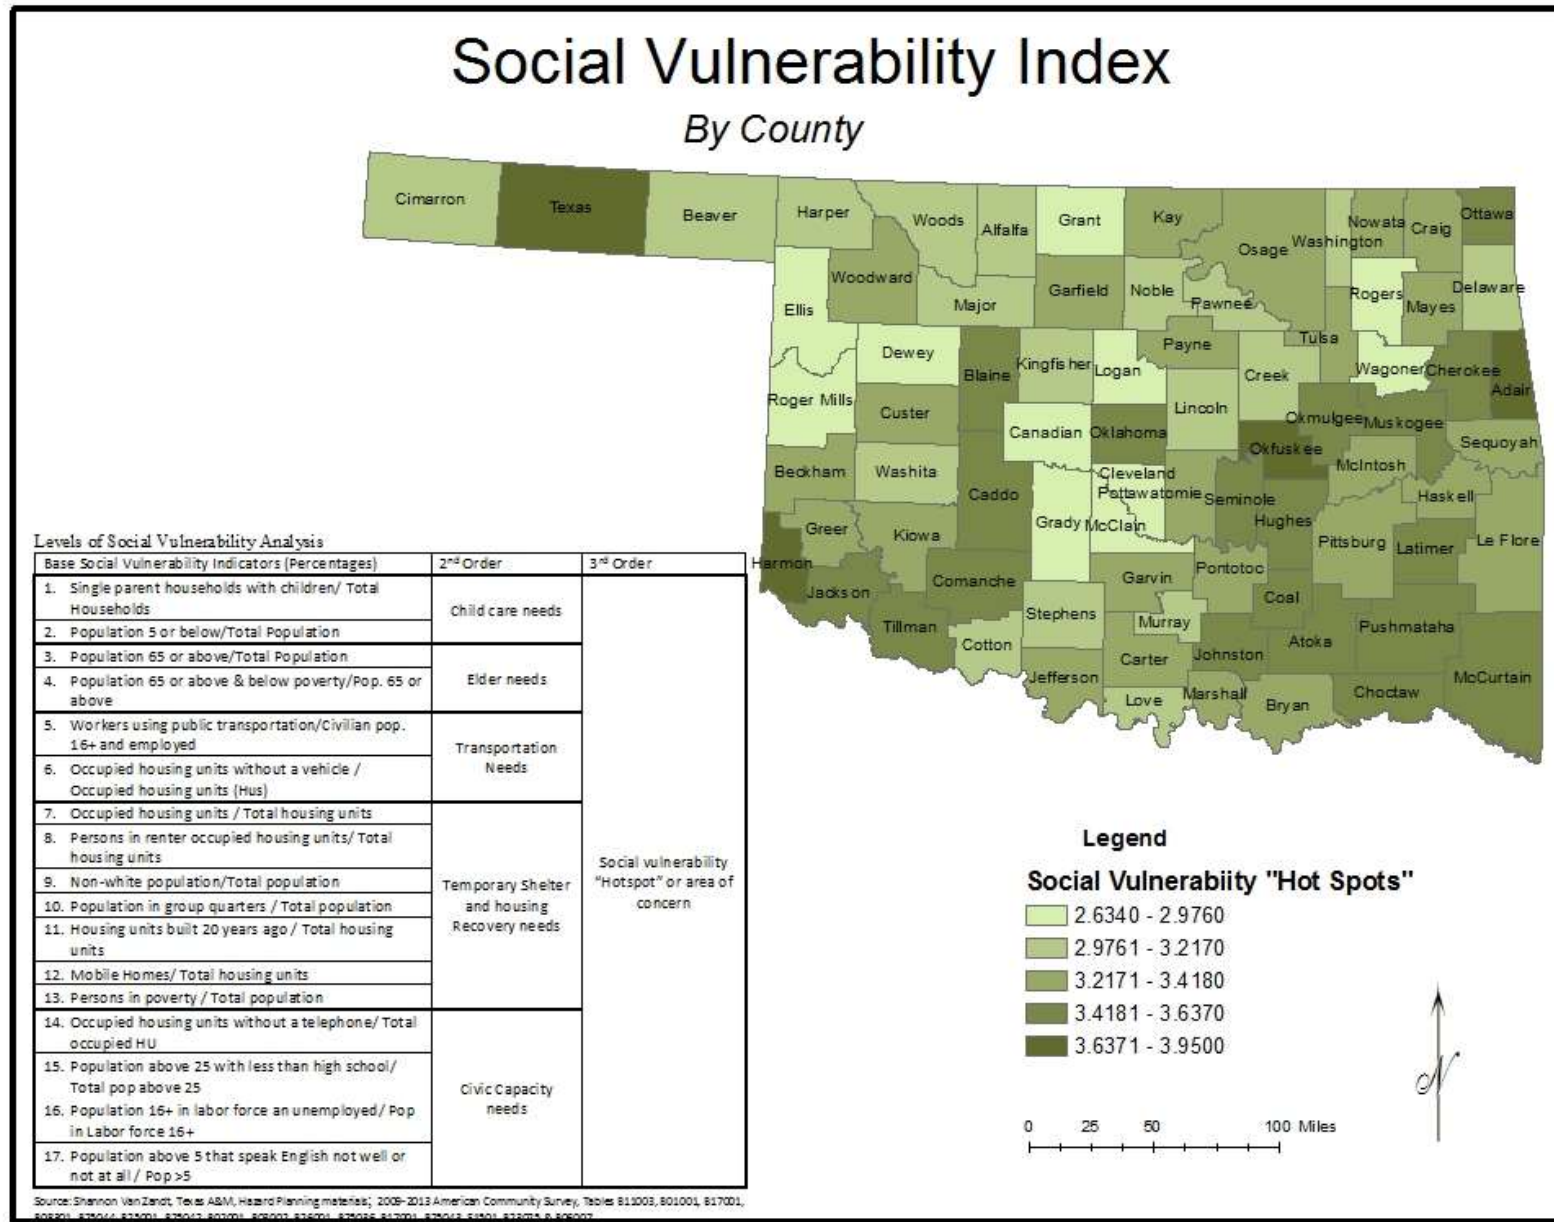 Social Vulnerability Index
By County
Cimarron
Texas
Beaver
Harper
Woods
Alfalfa
Grant
Kay
Osage
Washington
Nowata
Craig
Ottawa
Ellis
Woodward
Major
Garfield
Noble
Pawnee
Rogers
Mayes
Delaware
Dewey
Blaine
Kingfisher
Logan
Payne
Creek
Tulsa
Wagoner
Cherokee
Adair
Roger Mills
Custer
Canadian
Oklahoma
Lincoln
Okmulgee
Muskogee
Okfuskee
Sequoyah
Beckham
Washita
Caddo
Grady
Cleveland
Pottawatomie
McClain
Seminole
Hughes
McIntosh
Haskell
Pittsburg
Latimer
Le Flore
Harmon
Greer
Kiowa
Jackson
Comanche
Tillman
Cotton
Stephens
Garvin
Pontotoc
Murray
Coal
Johnston
Atoka
Pushmataha
Jefferson
Carter
Love
Marshall
Bryan
Choctaw
McCurtain
Levels of Social Vulnerability Analysis
Base Social Vulnerability Indicators (Percentages)
2nd Order
3rd Order
1. Single parent households with children/ Total
Households
2. Population 5 or below/Total Population
Child care needs
3. Population 65 or above/Total Population
4. Population 65 or above & below poverty/Pop. 65 or
above
Elder needs
5. Workers using public transportation/Civilian pop.
16+ and employed
6. Occupied housing units without a vehicle /
Occupied housing units (Hus)
Transportation
Needs
7. Occupied housing units / Total housing units
8. Persons in renter occupied housing units/ Total
housing units
9. Non-white population/Total population
10. Population in group quarters / Total population
11. Housing units built 20 years ago / Total housing
units
12. Mobile Homes/ Total housing units
13. Persons in poverty / Total population
Temporary Shelter
and housing
Recovery needs
14. Occupied housing units without a telephone/ Total
occupied HU
15. Population above 25 with less than high school/
Total pop above 25
16. Population 16+ in labor force an unemployed/ Pop
in Labor force 16+
17. Population above 5 that speak English not well or
not at all / Pop >5
Civic Capacity
needs
Social vulnerability
"Hotspot" or area of
concern
Source: Shannon Van Zandt, Texas A&M, Hazard Planning materials; 2009-2013 American Community Survey, Tables B11003, B01001, B17001,
Legend
Social Vulnerabiity "Hot Spots"
2.6340 - 2.9760
2.9761 - 3.2170
3.2171 - 3.4180
3.4181 - 3.6370
3.6371 - 3.9500
0 25 50 100 Miles
N